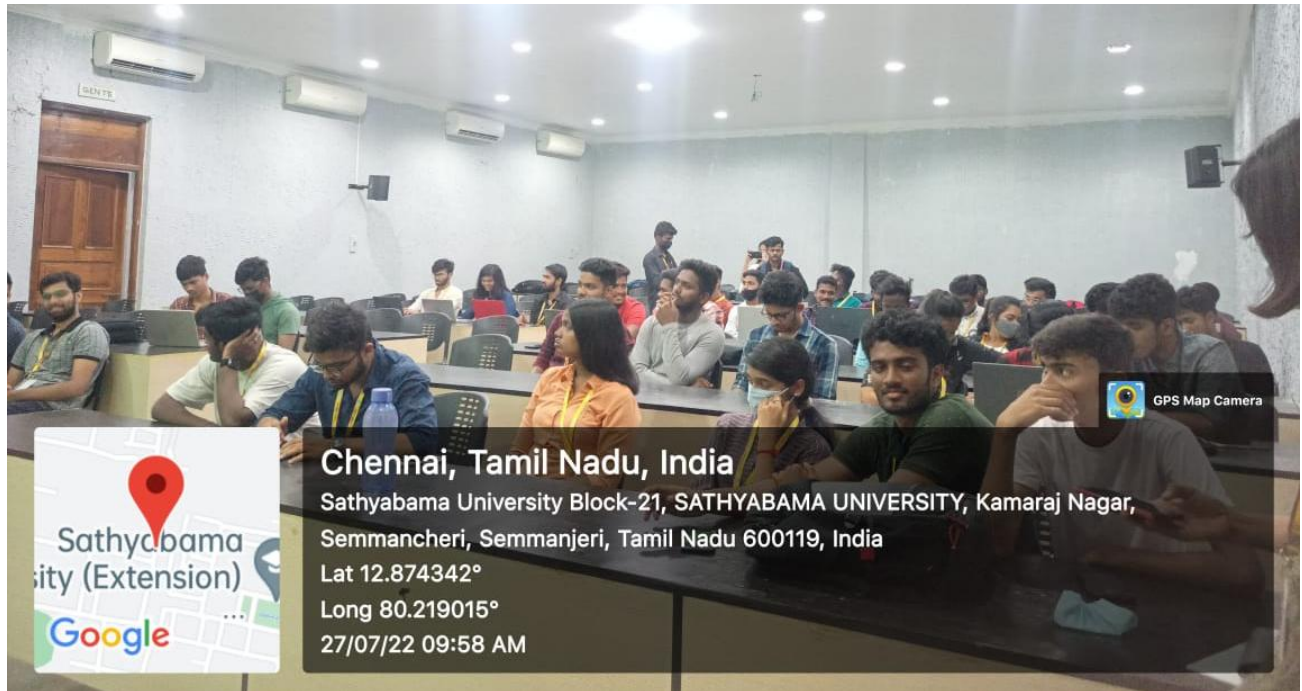 GENTS
GPS Map Camera
Chennai, Tamil Nadu, India
Sathyabama University Block-21, SATHYABAMA UNIVERSITY, Kamaraj Nagar,
Semmancheri, Semmanjeri, Tamil Nadu 600119, India
Lat 12.874342°
Long 80.219015°
27/07/22 09:58 AM
Sathyabama
sity (Extension)
Google